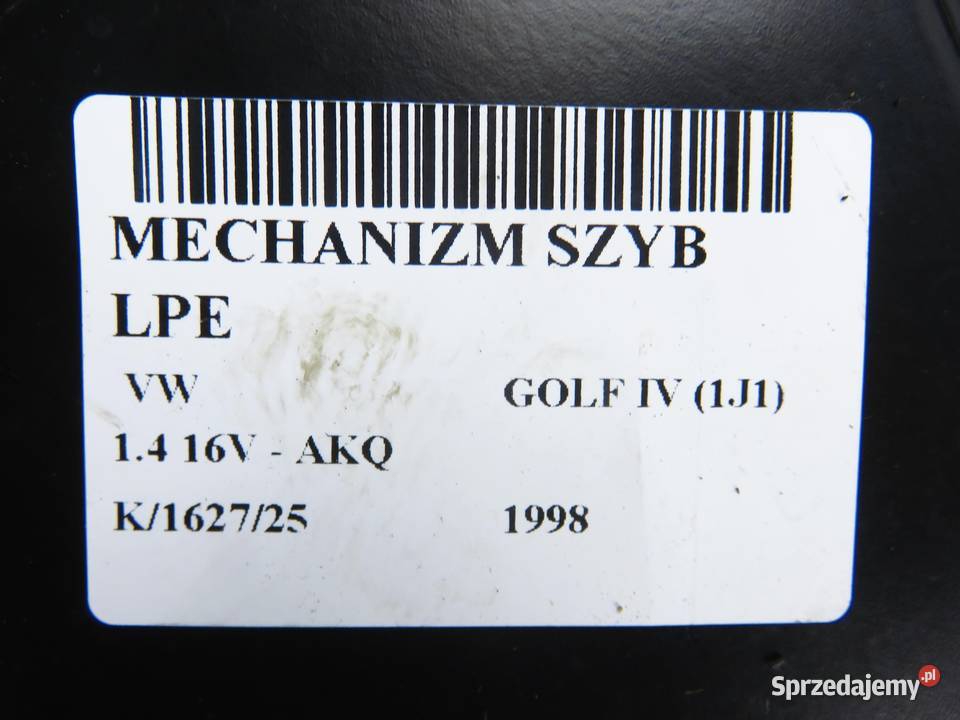 MECHANIZM SZYB
LPE
VW GOLF IV (1J1)
1.4 16V - AKQ
K/1627/25 1998
Sprzedajemy.pl